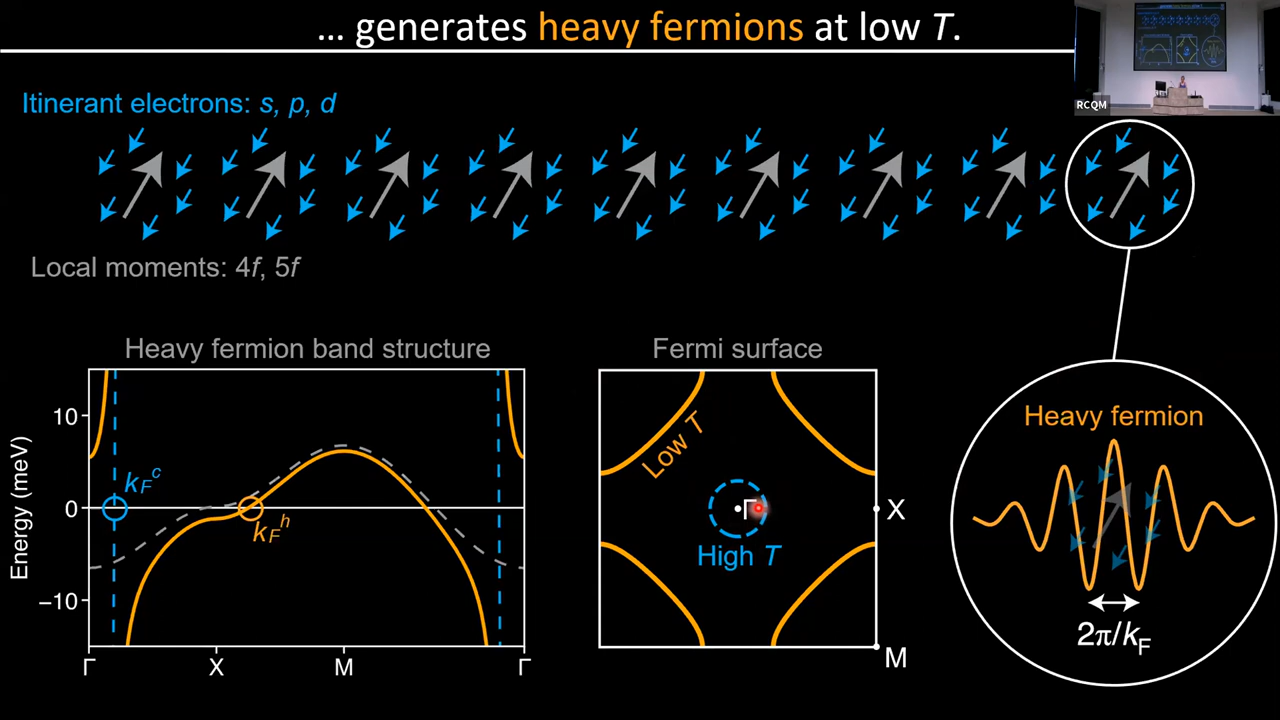 ... generates heavy fermions at low T.
RCQM
Itinerant electrons: s, p, d
Local moments: 4f, 5f
Heavy fermion band structure
Energy (meV)
10
0
−10
k_F^c
k_F^h
Γ
X
M
Γ
Fermi surface
Low T
Γ
High T
X
M
Heavy fermion
2π/k_F